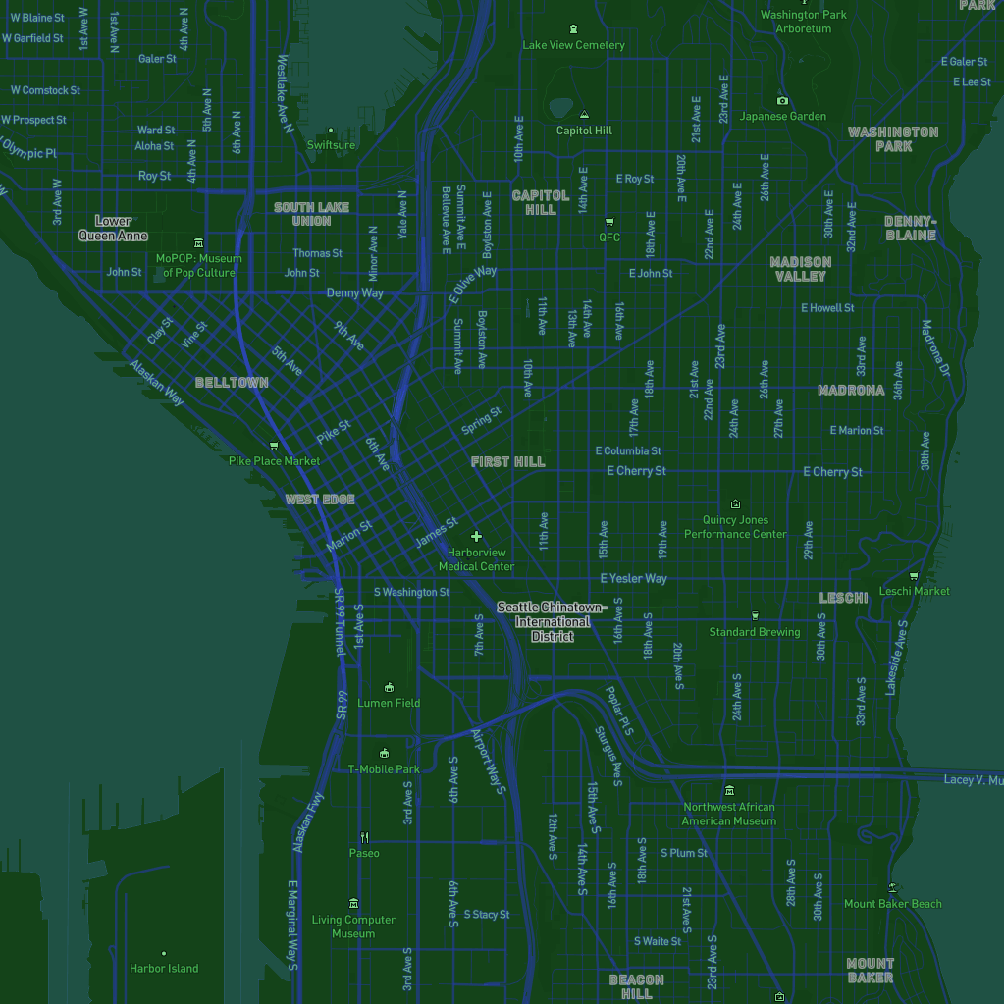 W Blaine St
W Garfield St
1st Ave W
1st Ave N
4th Ave N
Galer St
W Comstock St
W Prospect St
Olympic Pl
5th Ave N
6th Ave N
Westlake Ave N
Ward St
Aloha St
4th Ave N
Roy St
3rd Ave W
W
Swiftsure
Lake View Cemetery
Washington Park
Arboretum
PARK
E Galer St
E Lee St
Japanese Garden
WASHINGTON
PARK
Capitol Hill
10th Ave E
21st Ave E
23rd Ave E
20th Ave E
26th Ave E
14th Ave E
E Roy St
CAPITOL
HILL
QFC
18th Ave E
22nd Ave E
24th Ave E
30th Ave E
32nd Ave E
DENNY-
BLAINE
MADISON
VALLEY
Lower
Queen Anne
SOUTH LAKE
UNION
MoPOP: Museum
of Pop Culture
Thomas St
John St
John St
Minor Ave N
Yale Ave N
Bellevue Ave E
Summit Ave E
Boylston Ave E
Denny Way
E Olive Way
E John St
E Howell St
Clay St
Vine St
5th Ave
9th Ave
Alaskan Way
BELLTOWN
Summit Ave
Boylston Ave
11th Ave
13th Ave
14th Ave
16th Ave
10th Ave
18th Ave
17th Ave
21st Ave
22nd Ave
23rd Ave
24th Ave
26th Ave
27th Ave
33rd Ave
36th Ave
Madrona Dr
MADRONA
E Marion St
38th Ave
Pike St
6th Ave
Spring St
Pike Place Market
FIRST HILL
E Columbia St
E Cherry St
E Cherry St
WEST EDGE
Marion St
James St
Harborview
Medical Center
11th Ave
15th Ave
19th Ave
Quincy Jones
Performance Center
29th Ave
E Yesler Way
Leschi Market
LESCHI
S Washington St
SR 99 Tunnel
1st Ave S
7th Ave S
Seattle Chinatown-
International
District
16th Ave S
18th Ave S
20th Ave S
Standard Brewing
30th Ave S
Lakeside Ave S
24th Ave S
33rd Ave S
Lumen Field
SR 99
Poplar Pl S
Sturgus Ave S
T-Mobile Park
Airport Way S
6th Ave S
3rd Ave S
Alaskan Fwy
Lacey V. Mu
Northwest African
American Museum
15th Ave S
12th Ave S
14th Ave S
16th Ave S
18th Ave S
S Plum St
21st Ave S
28th Ave S
30th Ave S
Mount Baker Beach
Paseo
E Marginal Way S
Living Computer
Museum
6th Ave S
S Stacy St
3rd Ave S
S Waite St
23rd Ave S
Harbor Island
BEACON
HILL
MOUNT
BAKER